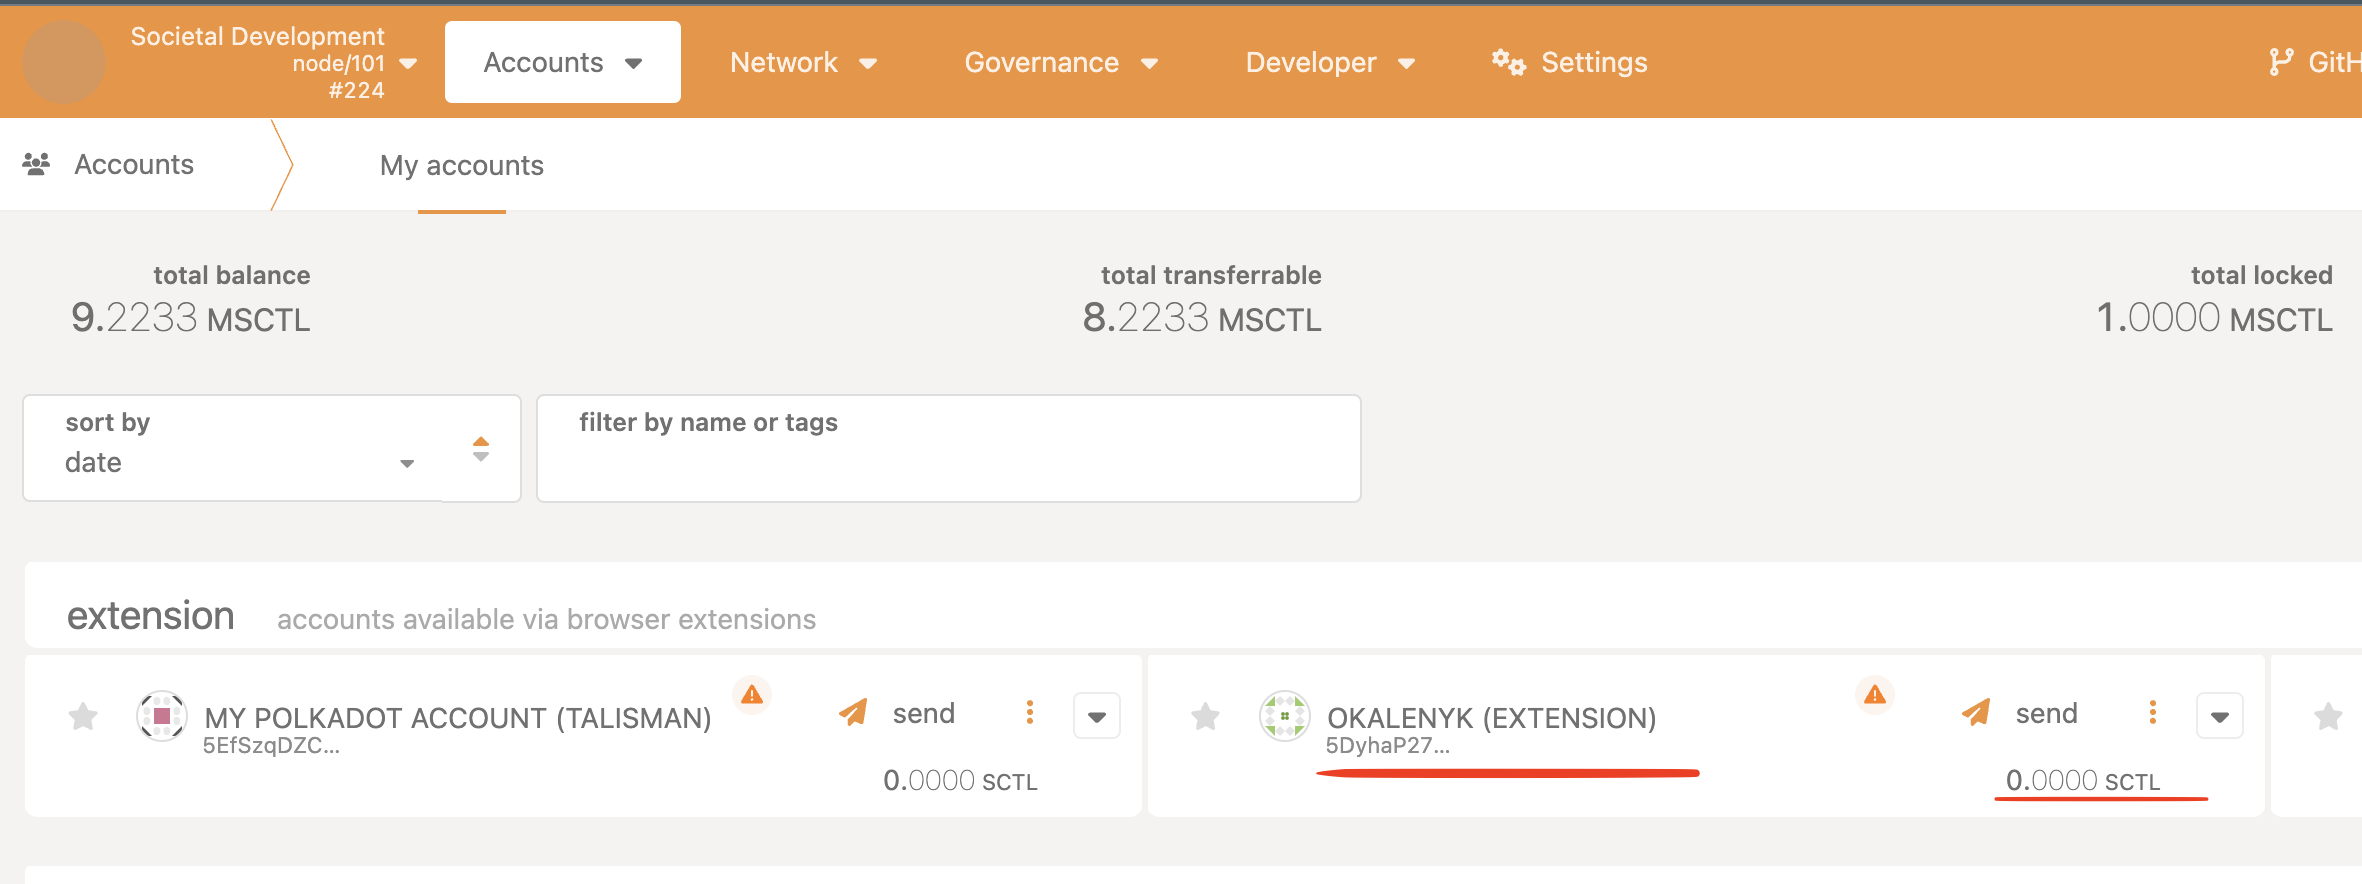 Societal Development
node/101
#224
Accounts
Network
Governance
Developer
Settings
GitH
Accounts
My accounts
total balance
9.2233 MSCTL
total transferrable
8.2233 MSCTL
total locked
1.0000 MSCTL
sort by
date
filter by name or tags
extension accounts available via browser extensions
MY POLKADOT ACCOUNT (TALISMAN)
5EfSzqDZC...
send
0.0000 SCTL
OKALENYK (EXTENSION)
5DyhaP27...
send
0.0000 SCTL